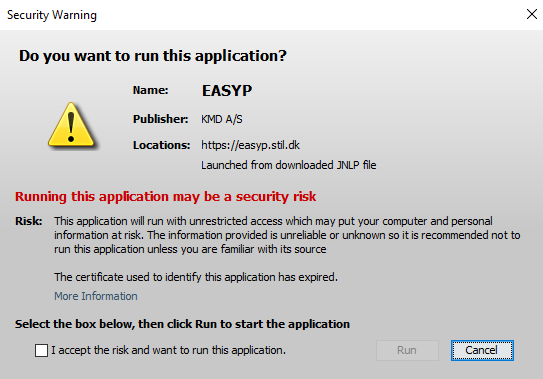 Security Warning
Do you want to run this application?
Name: EASYP
Publisher: KMD A/S
Locations: https://easyp.stil.dk
Launched from downloaded JNLP file
Running this application may be a security risk
Risk: This application will run with unrestricted access which may put your computer and personal
information at risk. The information provided is unreliable or unknown so it is recommended not to
run this application unless you are familiar with its source
The certificate used to identify this application has expired.
More Information
Select the box below, then click Run to start the application
I accept the risk and want to run this application.
Run
Cancel